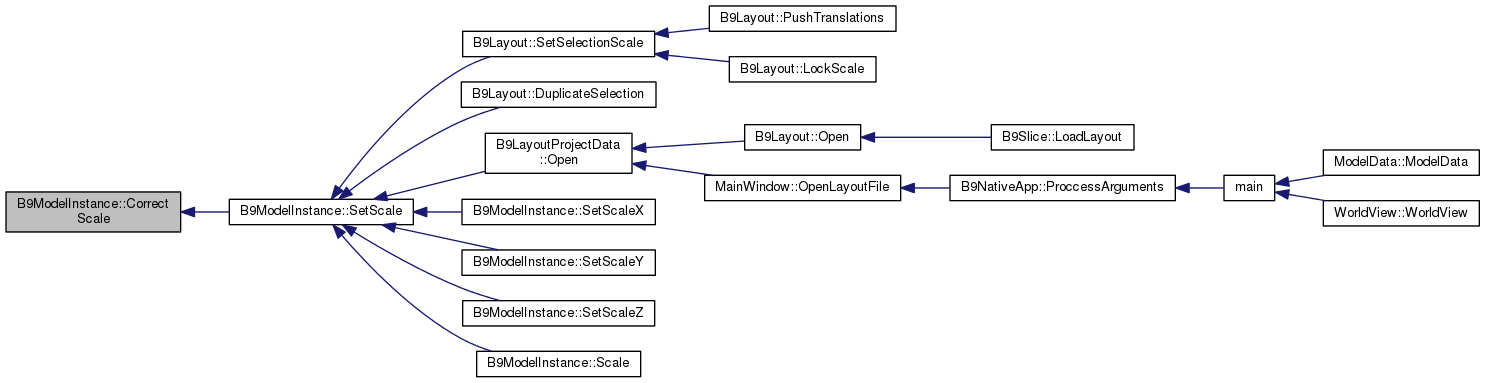 B9ModelInstance::Correct
Scale
B9ModelInstance::SetScale
B9Layout::SetSelectionScale
B9Layout::PushTranslations
B9Layout::LockScale
B9Layout::DuplicateSelection
B9LayoutProjectData
::Open
B9Layout::Open
B9Slice::LoadLayout
MainWindow::OpenLayoutFile
B9NativeApp::ProccessArguments
main
ModelData::ModelData
WorldView::WorldView
B9ModelInstance::SetScaleX
B9ModelInstance::SetScaleY
B9ModelInstance::SetScaleZ
B9ModelInstance::Scale